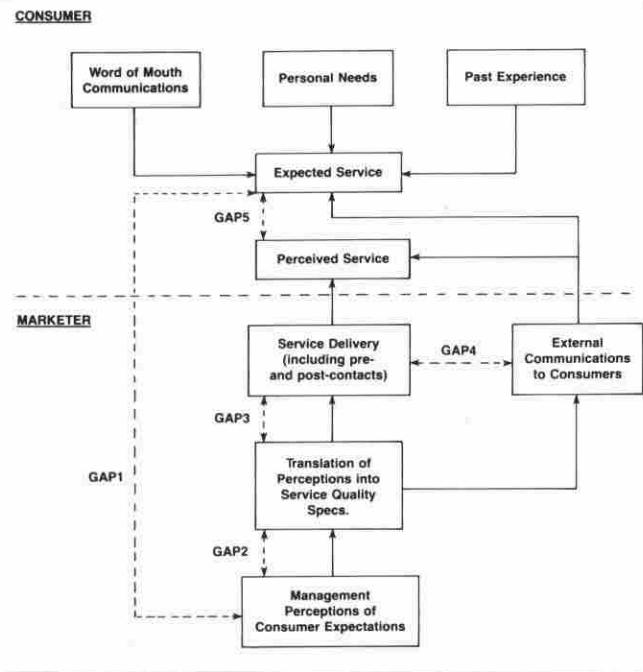 CONSUMER
Word of Mouth
Communications
Personal Needs
Past Experience
Expected Service
GAP5
Perceived Service
MARKETER
Service Delivery
(including pre-
and post-contacts)
GAP4
External
Communications
to Consumers
GAP3
Translation of
Perceptions into
Service Quality
Specs.
GAP1
GAP2
Management
Perceptions of
Consumer Expectations